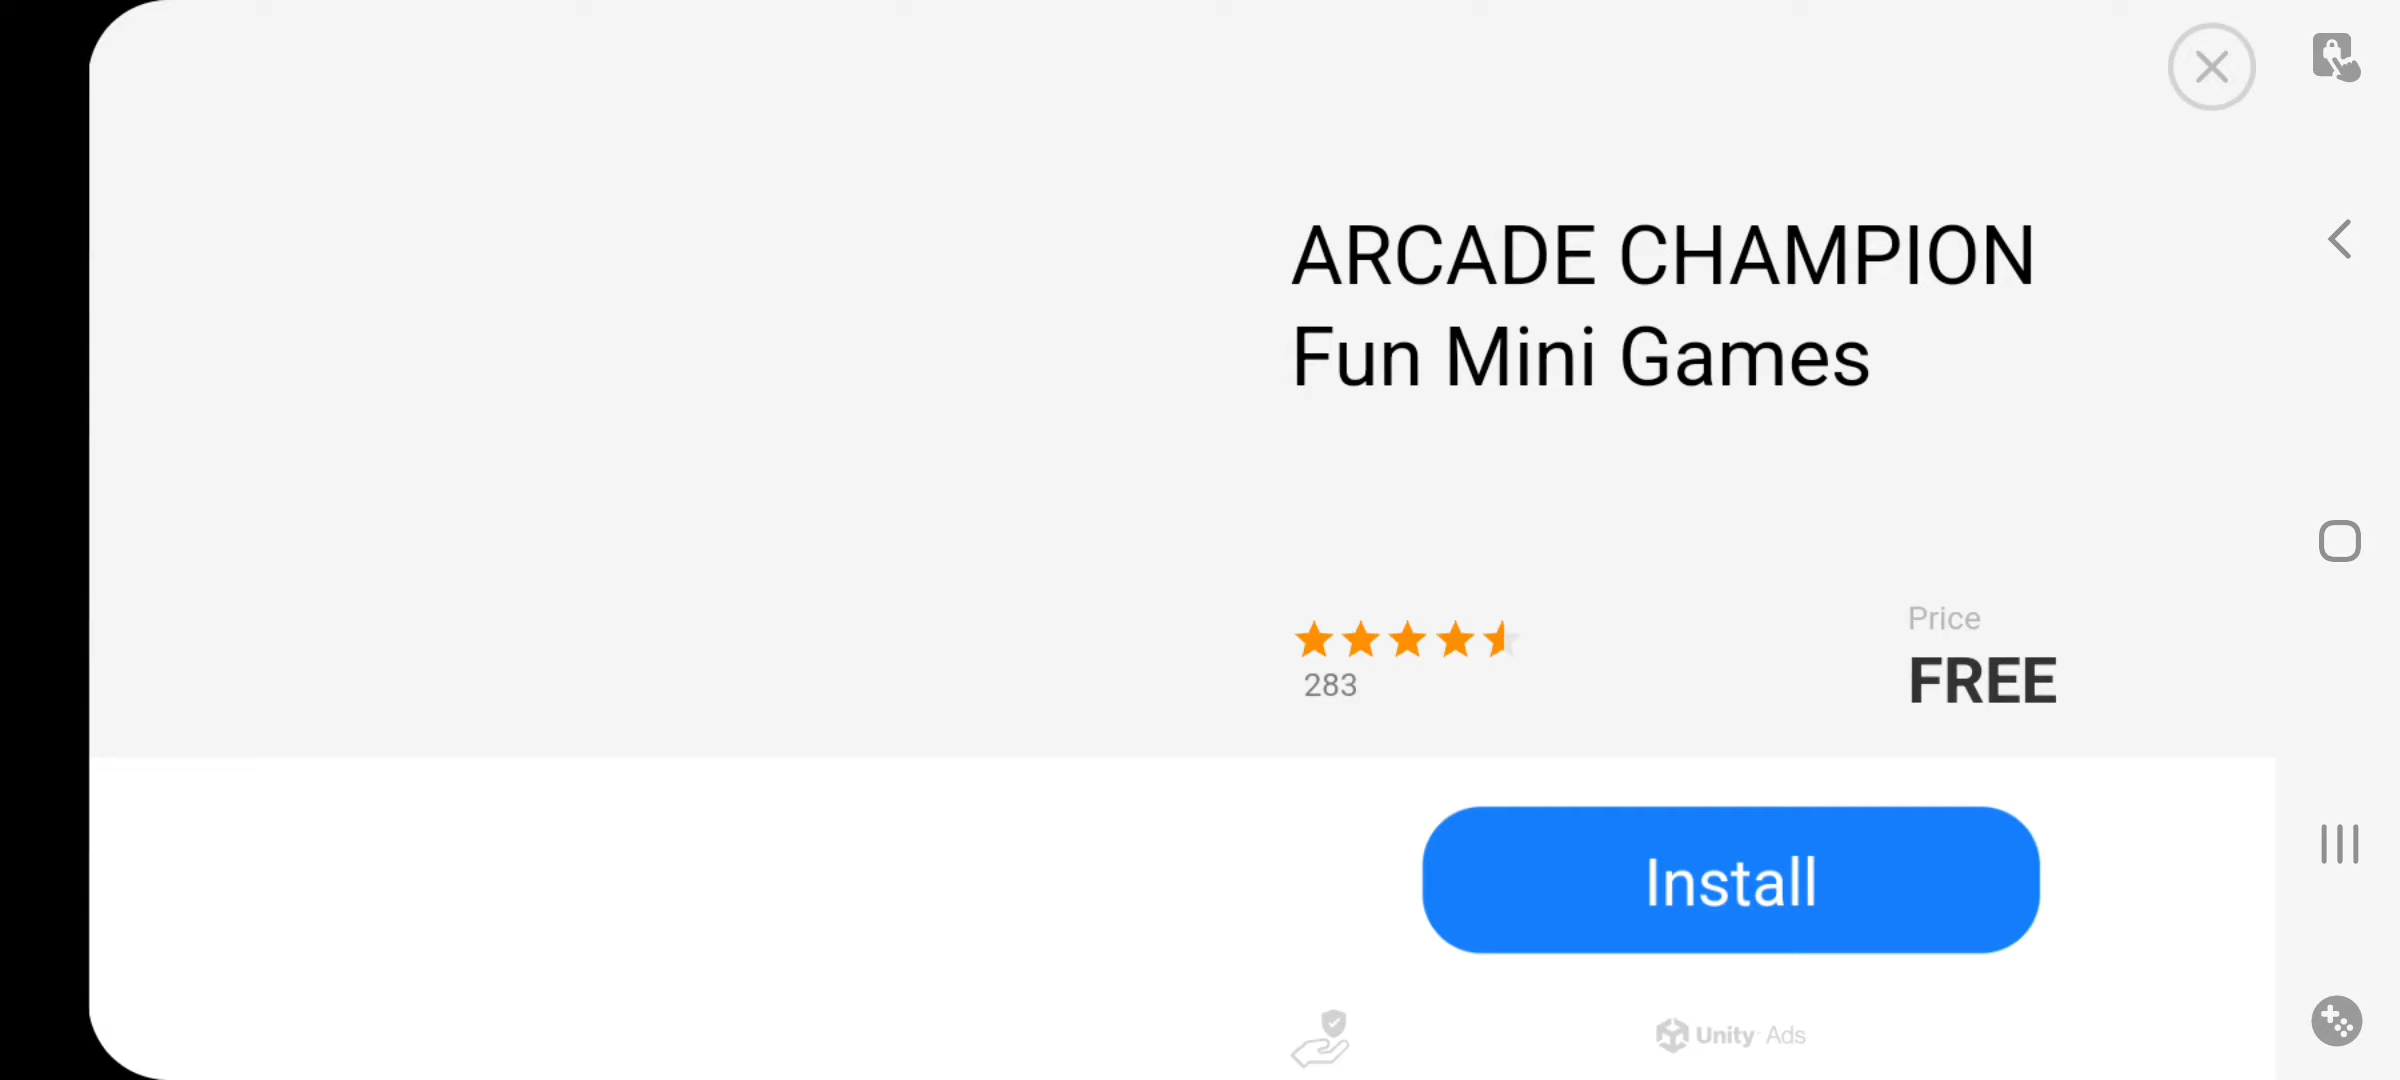 ARCADE CHAMPION
Fun Mini Games
283
Price
FREE
Install
Unity Ads